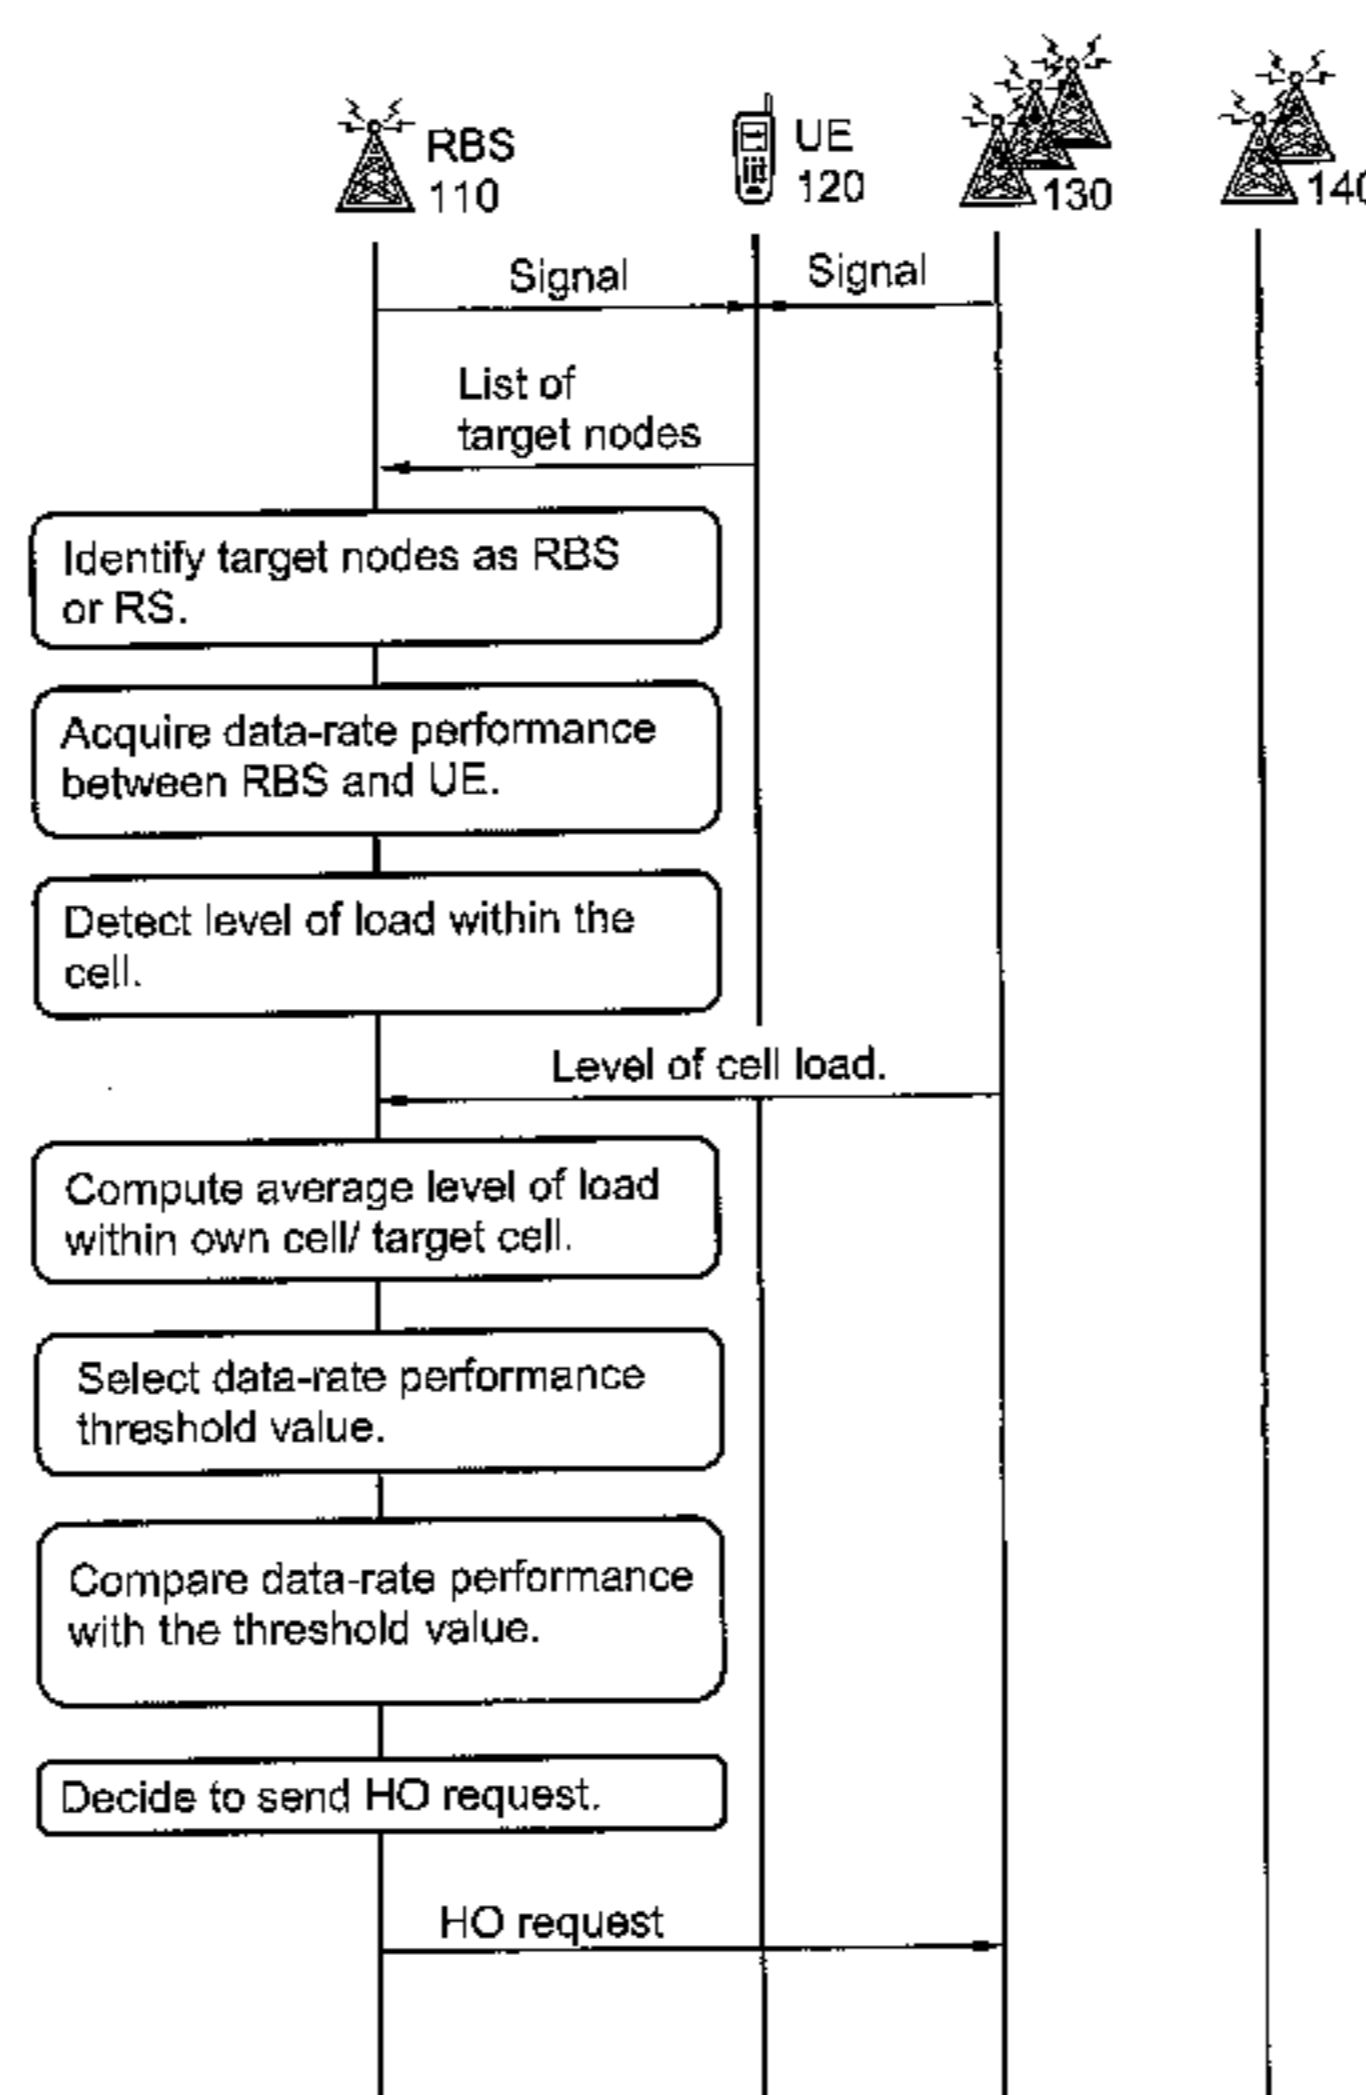 RBS
110
UE
120
130
140
Signal
Signal
List of
target nodes
Identify target nodes as RBS
or RS.
Acquire data-rate performance
between RBS and UE.
Detect level of load within the
cell.
Level of cell load.
Compute average level of load
within own cell/ target cell.
Select data-rate performance
threshold value.
Compare data-rate performance
with the threshold value.
Decide to send HO request.
HO request